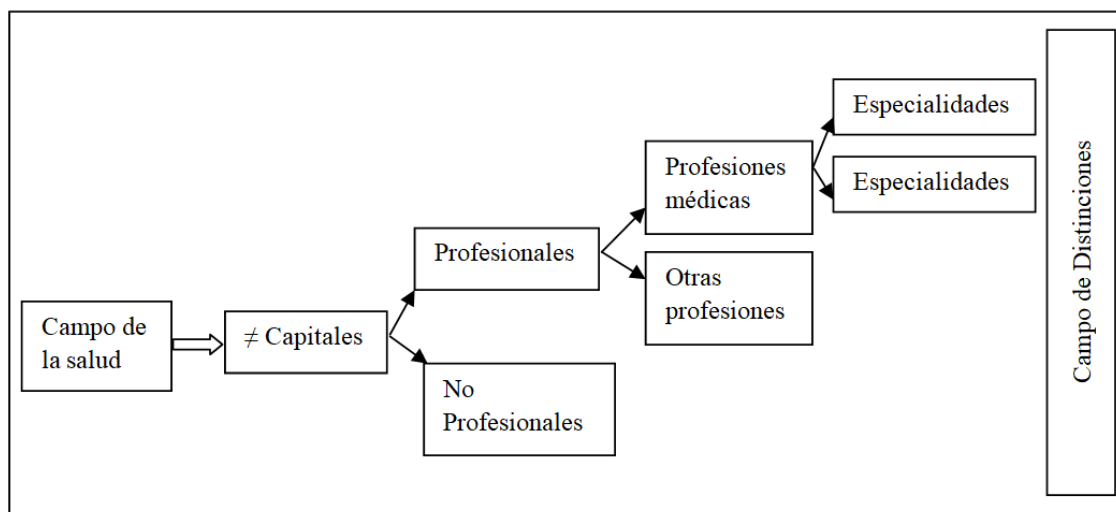 Campo de
la salud
≠ Capitales
Profesionales
No
Profesionales
Profesiones
médicas
Otras
profesiones
Especialidades
Especialidades
Campo de Distinciones